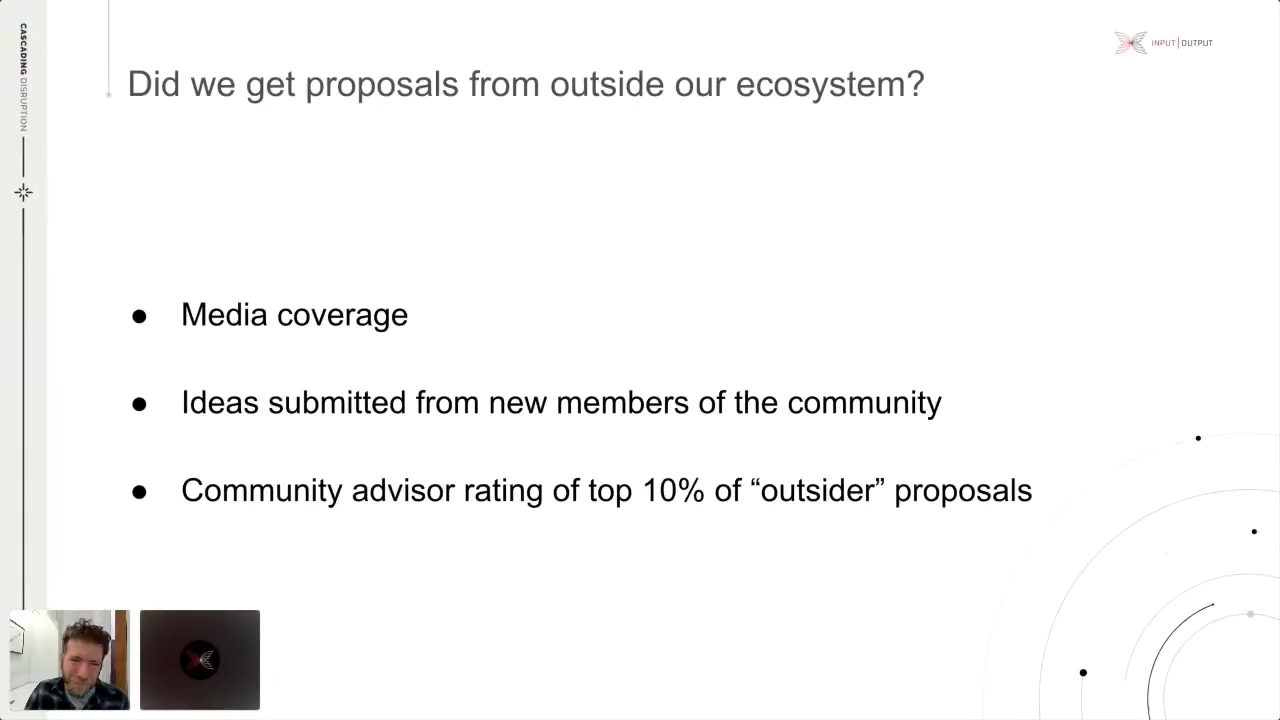 CASCADING DISRUPTION
INPUT | OUTPUT
Did we get proposals from outside our ecosystem?
● Media coverage
● Ideas submitted from new members of the community
● Community advisor rating of top 10% of “outsider” proposals